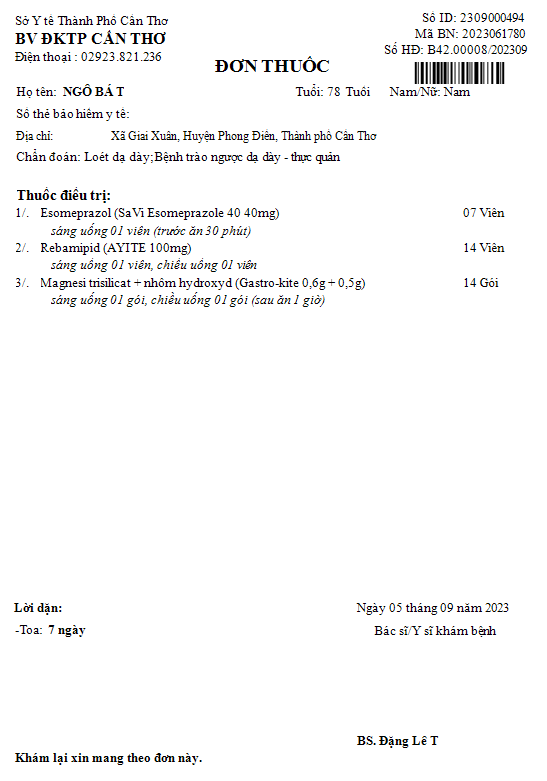 Sở Y tế Thành Phố Cần Thơ
BV ĐKTP CẦN THƠ
Điện thoại : 02923.821.236
Số ID: 2309000494
Mã BN: 2023061780
Số HĐ: B42.00008/202309
ĐƠN THUỐC
Họ tên: NGÔ BÁ T Tuổi: 78 Tuổi Nam/Nữ: Nam
Số thẻ bảo hiểm y tế:
Địa chỉ: Xã Giai Xuân, Huyện Phong Điền, Thành phố Cần Thơ
Chẩn đoán: Loét dạ dày;Bệnh trào ngược dạ dày - thực quản
Thuốc điều trị:
1/. Esomeprazol (SaVi Esomeprazole 40 40mg) 07 Viên
sáng uống 01 viên (trước ăn 30 phút)
2/. Rebamipid (AYITE 100mg) 14 Viên
sáng uống 01 viên, chiều uống 01 viên
3/. Magnesi trisilicat + nhôm hydroxyd (Gastro-kite 0,6g + 0,5g) 14 Gói
sáng uống 01 gói, chiều uống 01 gói (sau ăn 1 giờ)
Lời dặn:
-Toa: 7 ngày
Ngày 05 tháng 09 năm 2023
Bác sĩ/Y sĩ khám bệnh
BS. Đặng Lê T
Khám lại xin mang theo đơn này.